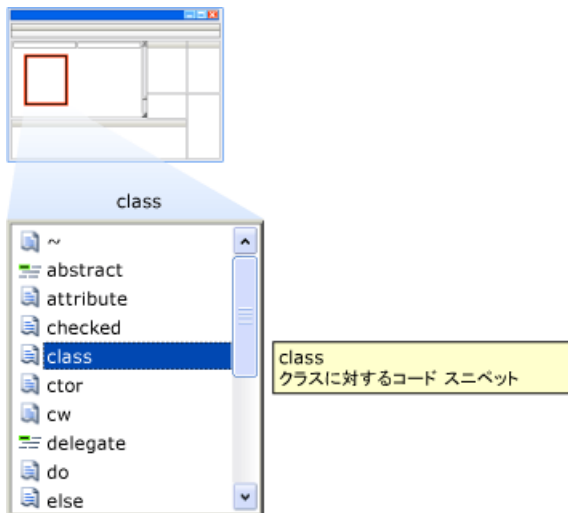 class
~
abstract
attribute
checked
class
ctor
cw
delegate
do
else
class
クラスに対するコード スニペット